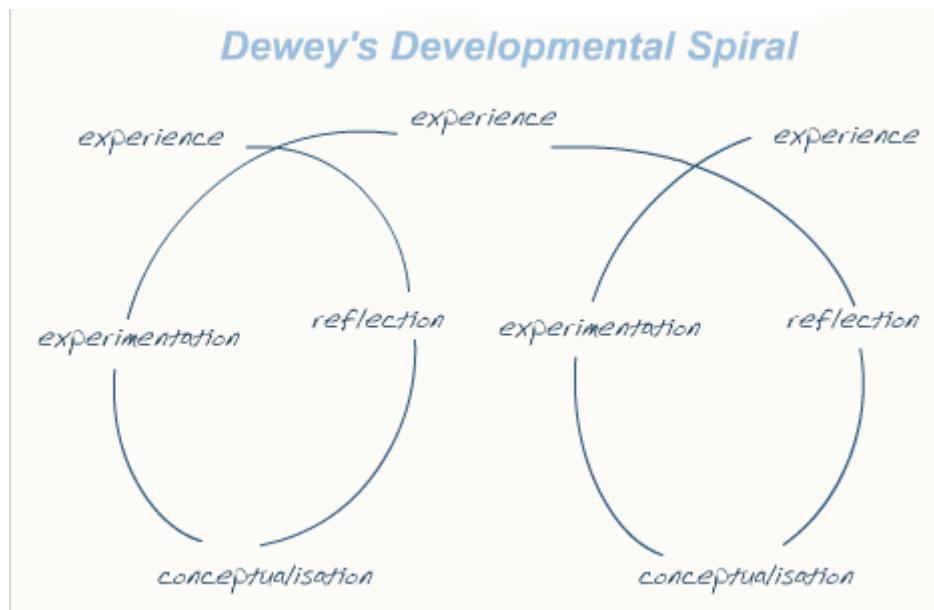 Dewey's Developmental Spiral
experience
experience
experience
experimentation
reflection
experimentation
reflection
conceptualisation
conceptualisation